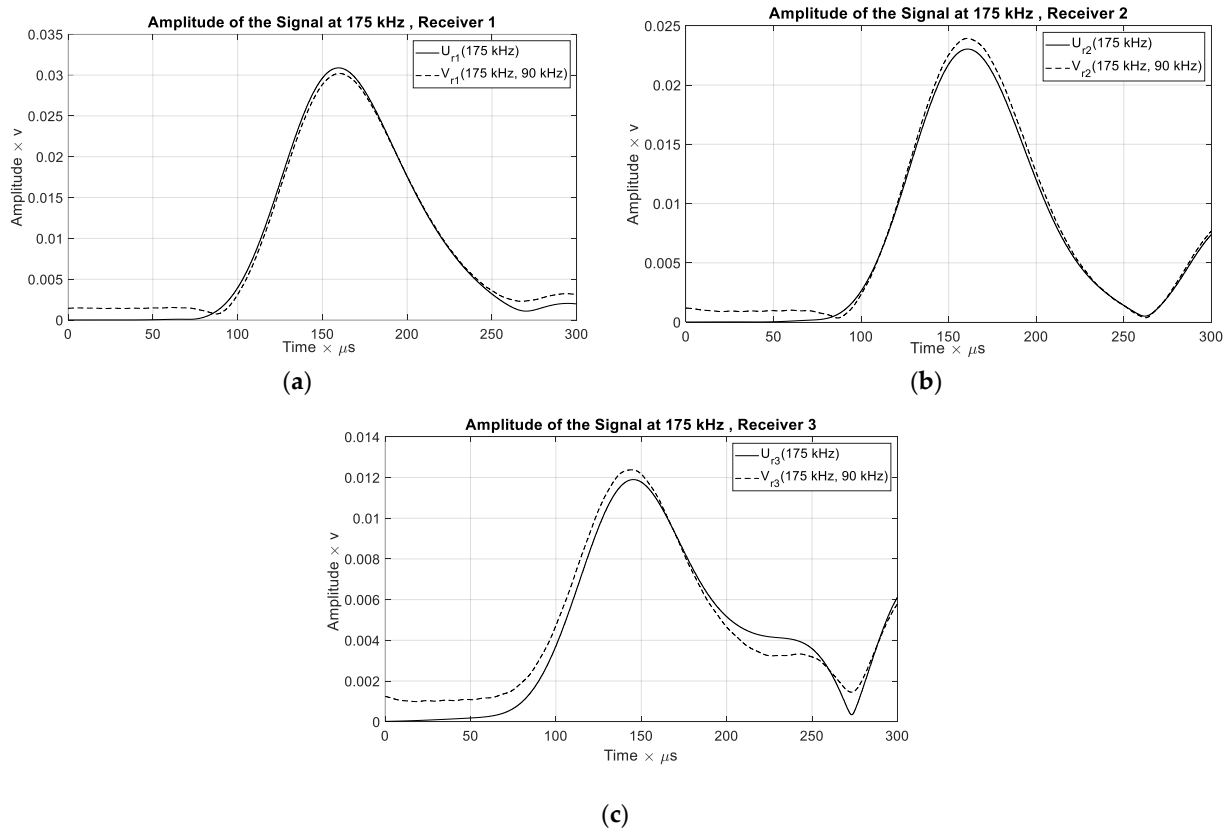 Amplitude of the Signal at 175 kHz , Receiver 1
U_r1(175 kHz)
V_r1(175 kHz, 90 kHz)
Amplitude × v
0.035
0.03
0.025
0.02
0.015
0.01
0.005
0
0 50 100 150 200 250 300
Time × μs
(a)
Amplitude of the Signal at 175 kHz , Receiver 2
U_r2(175 kHz)
V_r2(175 kHz, 90 kHz)
Amplitude × v
0.025
0.02
0.015
0.01
0.005
0
0 50 100 150 200 250 300
Time × μs
(b)
Amplitude of the Signal at 175 kHz , Receiver 3
U_r3(175 kHz)
V_r3(175 kHz, 90 kHz)
Amplitude × v
0.014
0.012
0.01
0.008
0.006
0.004
0.002
0
0 50 100 150 200 250 300
Time × μs
(c)